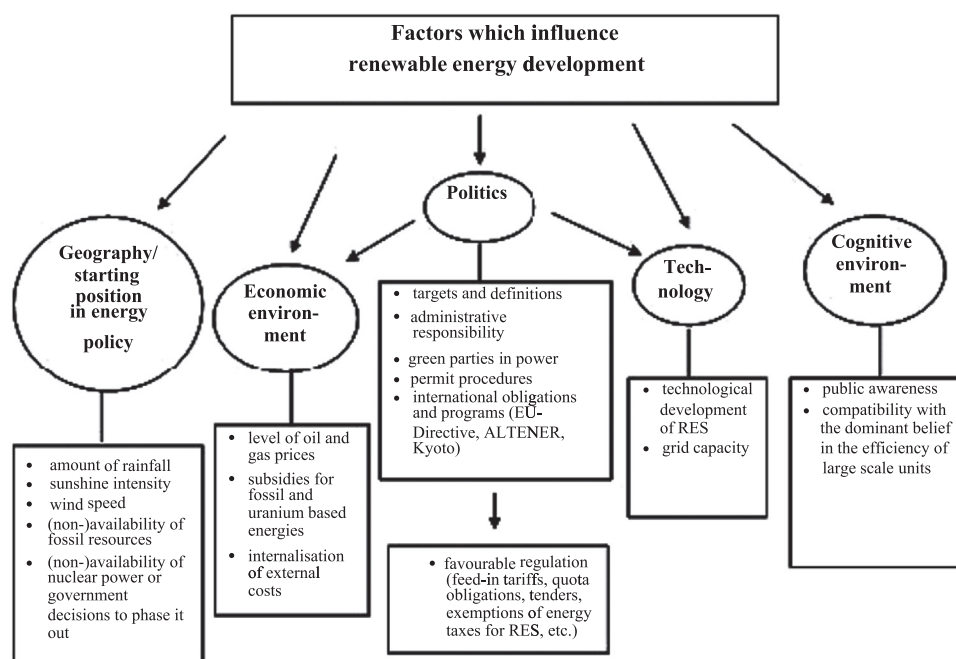 Factors which influence
renewable energy development
Geography/
starting
position
in energy
policy
Economic
environ-
ment
Politics
Tech-
nology
Cognitive
environ-
ment
• amount of rainfall
• sunshine intensity
• wind speed
• (non-)availability of
fossil resources
• (non-)availability of
nuclear power or
government
decisions to phase it
out
• level of oil and
gas prices
• subsidies for
fossil and
uranium based
energies
• internalisation
of external
costs
• targets and definitions
• administrative
responsibility
• green parties in power
• permit procedures
• international obligations
and programs (EU-
Directive, ALTENER,
Kyoto)
• favourable regulation
(feed-in tariffs, quota
obligations, tenders,
exemptions of energy
taxes for RES, etc.)
• technological
development
of RES
• grid capacity
• public awareness
• compatibility with
the dominant belief
in the efficiency of
large scale units